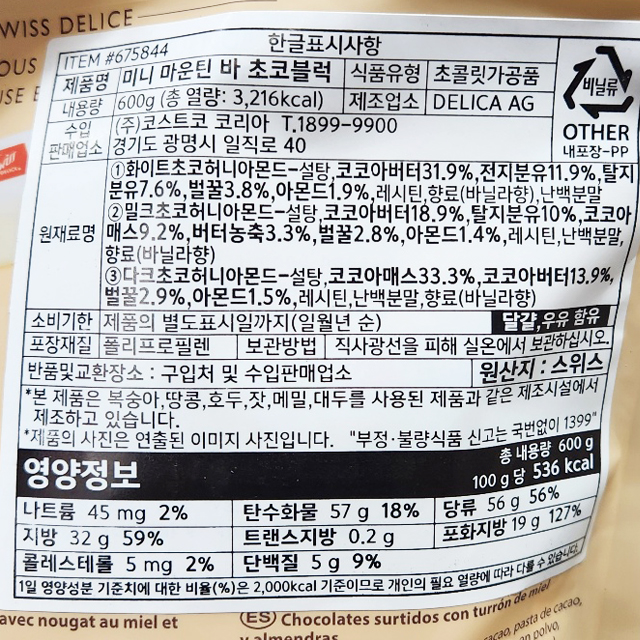 WISS DELICE
OUS
USE
ITEM #675844
한글표시사항
제품명 미니 마운틴 바 초코블럭 식품유형 초콜릿가공품
내용량 600g (총 열량: 3,216kcal) 제조업소 DELICA AG
비닐류
OTHER
내포장-PP
수입 판매업소 (주)코스트코 코리아 T.1899-9900
경기도 광명시 일직로 40
원재료명 ①화이트초코허니아몬드-설탕,코코아버터31.9%,전지분유11.9%,탈지
분유7.6%,벌꿀3.8%,아몬드1.9%,레시틴,향료(바닐라향),난백분말
②밀크초코허니아몬드-설탕,코코아버터18.9%,탈지분유10%,코코아
매스9.2%,버터농축3.3%,벌꿀2.8%,아몬드1.4%,레시틴,난백분말,
향료(바닐라향)
③다크초코허니아몬드-설탕,코코아매스33.3%,코코아버터13.9%,
벌꿀2.9%,아몬드1.5%,레시틴,난백분말,향료(바닐라향)
소비기한 제품의 별도표시일까지(일월년 순) 달걀,우유 함유
포장재질 폴리프로필렌 보관방법 직사광선을 피해 실온에서 보관하십시오.
반품및교환장소 : 구입처 및 수입판매업소 원산지 : 스위스
*본 제품은 복숭아,땅콩,호두,잣,메밀,대두를 사용된 제품과 같은 제조시설에서
제조하고 있습니다.
*제품의 사진은 연출된 이미지 사진입니다. "부정·불량식품 신고는 국번없이 1399"
영양정보 총 내용량 600 g
100 g 당 536 kcal
나트륨 45 mg 2% 탄수화물 57 g 18% 당류 56 g 56%
지방 32 g 59% 트랜스지방 0.2 g 포화지방 19 g 127%
콜레스테롤 5 mg 2% 단백질 5 g 9%
1일 영양성분 기준치에 대한 비율(%)은 2,000kcal 기준이므로 개인의 필요 열량에 따라 다를 수 있습니다.
avec nougat au miel et
(ES) Chocolates surtidos con turrón de miel
y almendras
cacao, pasta de cacao,
en polvo,